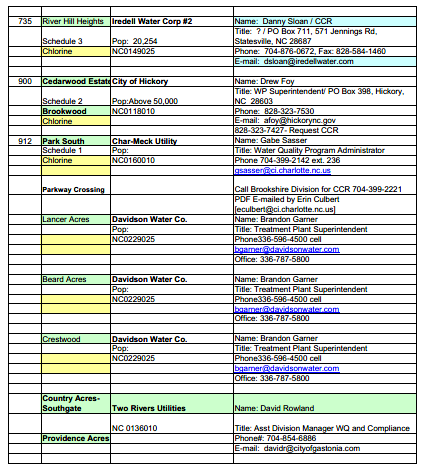 735 River Hill Heights Iredell Water Corp #2 Name: Danny Sloan / CCR
Title: ? / PO Box 711, 571 Jennings Rd,
Schedule 3 Pop: 20,254 Statesville, NC 28687
Chlorine NC0149025 Phone: 704-876-0672, Fax: 828-584-1460
E-mail: dsloan@iredellwater.com
900 Cedarwood Estate City of Hickory Name: Drew Foy
Title: WP Superintendent/ PO Box 398, Hickory,
Schedule 2 Pop:Above 50,000 NC 28603
Brookwood NC0118010 Phone: 828-323-7530
Chlorine E-mail: afoy@hickorync.gov
828-323-7427- Request CCR
912 Park South Char-Meck Utility Name: Gabe Sasser
Schedule 1 Pop: Title: Water Quality Program Administrator
Chlorine NC0160010 Phone 704-399-2142 ext. 236
gsasser@ci.charlotte.nc.us
Parkway Crossing Call Brookshire Division for CCR 704-399-2221
PDF E-mailed by Erin Culbert
[eculbert@ci.charlotte.nc.us]
Lancer Acres Davidson Water Co. Name: Brandon Garner
Pop: Title: Treatment Plant Superintendent
NC0229025 Phone336-596-4500 cell
bgarner@davidsonwater.com
Office: 336-787-5800
Beard Acres Davidson Water Co. Name: Brandon Garner
Pop: Title: Treatment Plant Superintendent
NC0229025 Phone336-596-4500 cell
bgarner@davidsonwater.com
Office: 336-787-5800
Crestwood Davidson Water Co. Name: Brandon Garner
Pop: Title: Treatment Plant Superintendent
NC0229025 Phone336-596-4500 cell
bgarner@davidsonwater.com
Office: 336-787-5800
Country Acres-
Southgate Two Rivers Utilities Name: David Rowland
NC 0136010 Title: Asst Division Manager WQ and Compliance
Providence Acres Phone#: 704-854-6886
E-mail: davidr@cityofgastonia.com